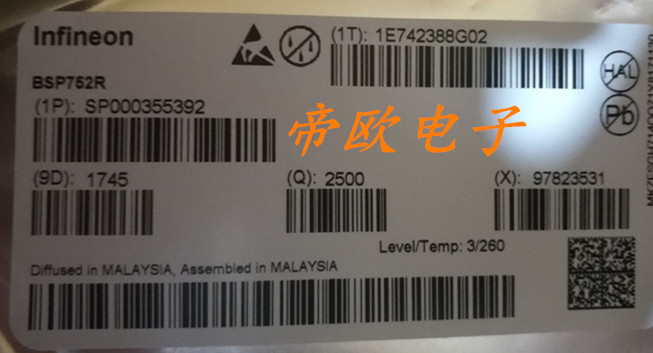 Infineon
(1T): 1E742388G02
HAL
BSP752R
(1P): SP000355392
Pb
帝欧电子
(9D): 1745
(Q): 2500
(X): 97823531
Level/Temp: 3/260
Diffused in MALAYSIA, Assembled in MALAYSIA